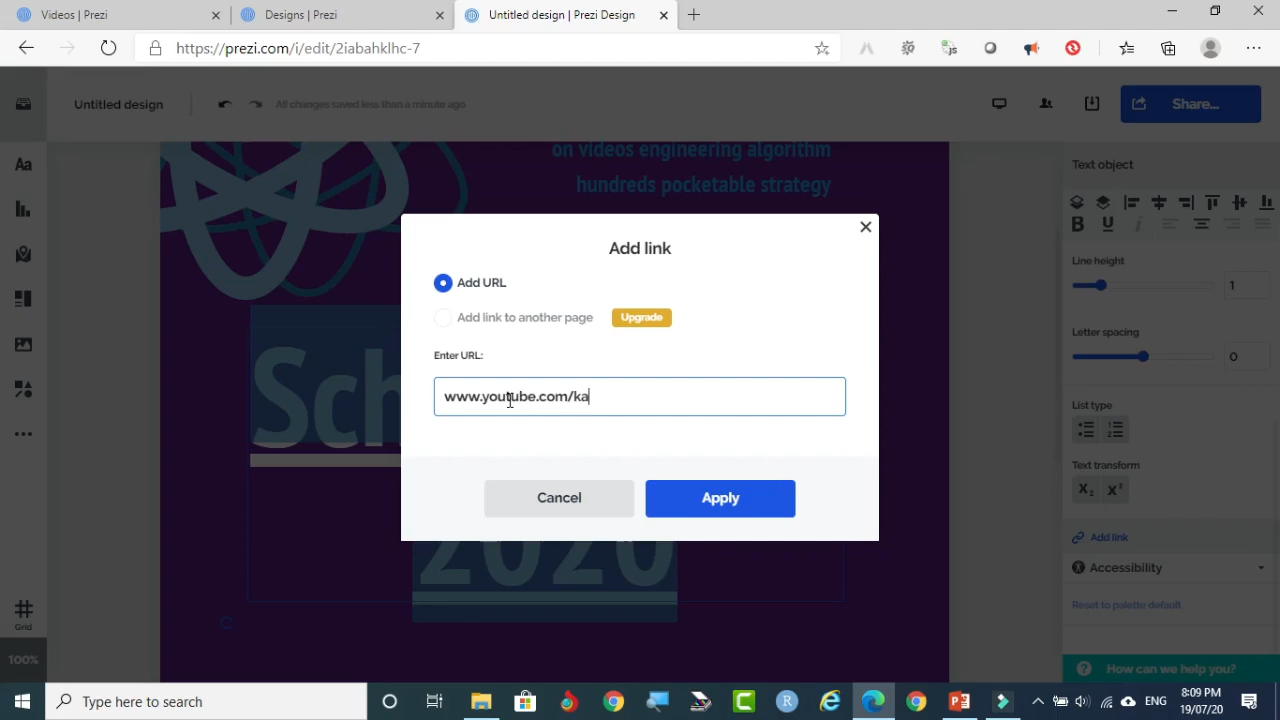 Videos | Prezi
Designs | Prezi
Untitled design | Prezi Design
https://prezi.com/i/edit/2iabahklhc-7
Untitled design
All changes saved less than a minute ago
Share...
on videos engineering algorithm
hundreds pocketable strategy
Sch
2020
Add link
Add URL
Add link to another page Upgrade
Enter URL:
www.youtube.com/ka
Cancel
Apply
Text object
Line height
1
Letter spacing
0
List type
Text transform
Add link
Accessibility
Reset to palette default
How can we help you?
Aa
Grid
100%
Type here to search
ENG
8:09 PM
19/07/20